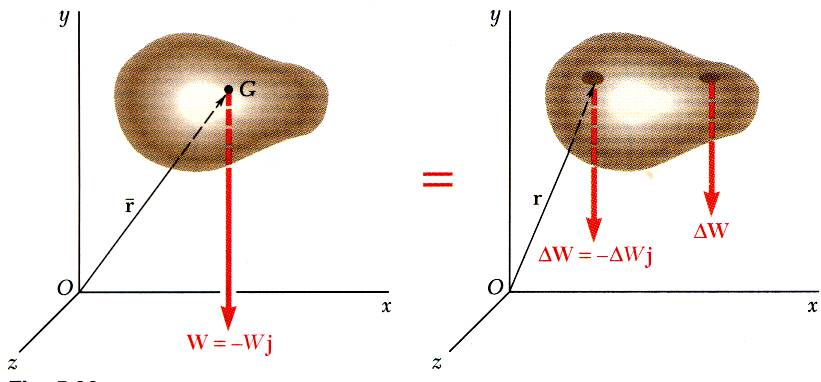 y
G
r̄
O
x
z
W = –Wj
=
y
r
ΔW = –ΔWj
ΔW
O
x
z